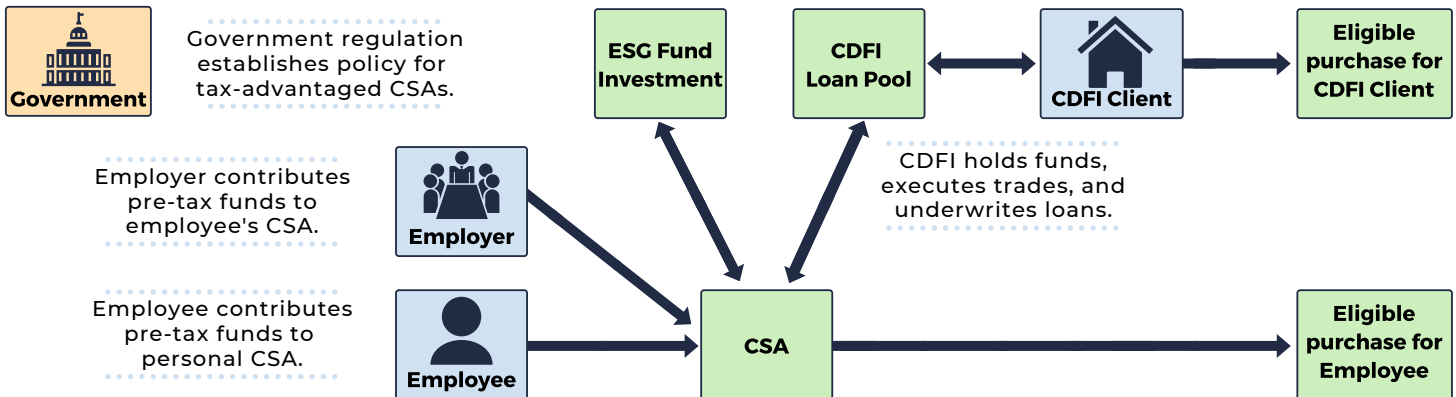 Government
Government regulation
establishes policy for
tax-advantaged CSAs.
ESG Fund
Investment
CDFI
Loan Pool
CDFI Client
Eligible
purchase for
CDFI Client
Employer contributes
pre-tax funds to
employee's CSA.
Employer
CDFI holds funds,
executes trades, and
underwrites loans.
Employee contributes
pre-tax funds to
personal CSA.
Employee
CSA
Eligible
purchase for
Employee